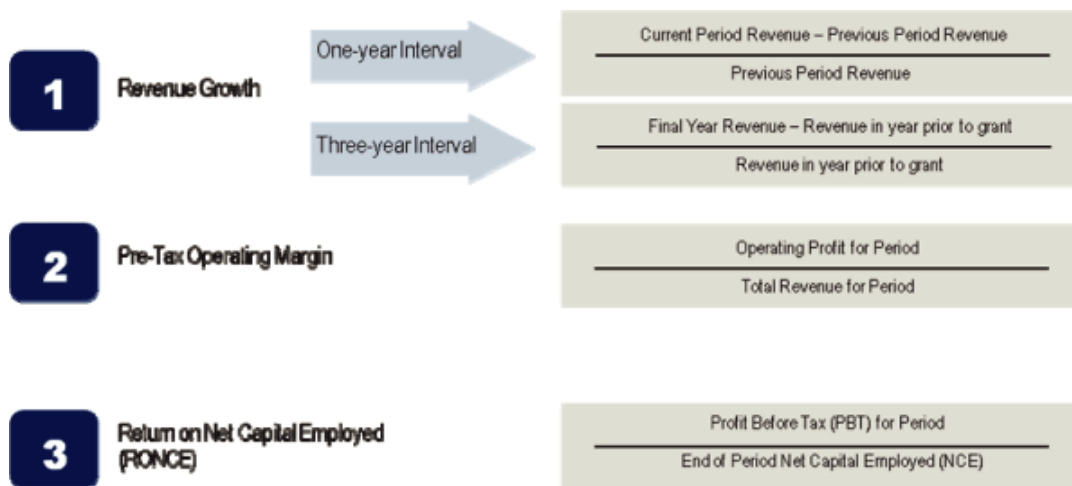 1
Revenue Growth
One-year Interval
Current Period Revenue – Previous Period Revenue
Previous Period Revenue
Three-year Interval
Final Year Revenue – Revenue in year prior to grant
Revenue in year prior to grant
2
Pre-Tax Operating Margin
Operating Profit for Period
Total Revenue for Period
3
Return on Net Capital Employed
(RONCE)
Profit Before Tax (PBT) for Period
End of Period Net Capital Employed (NCE)